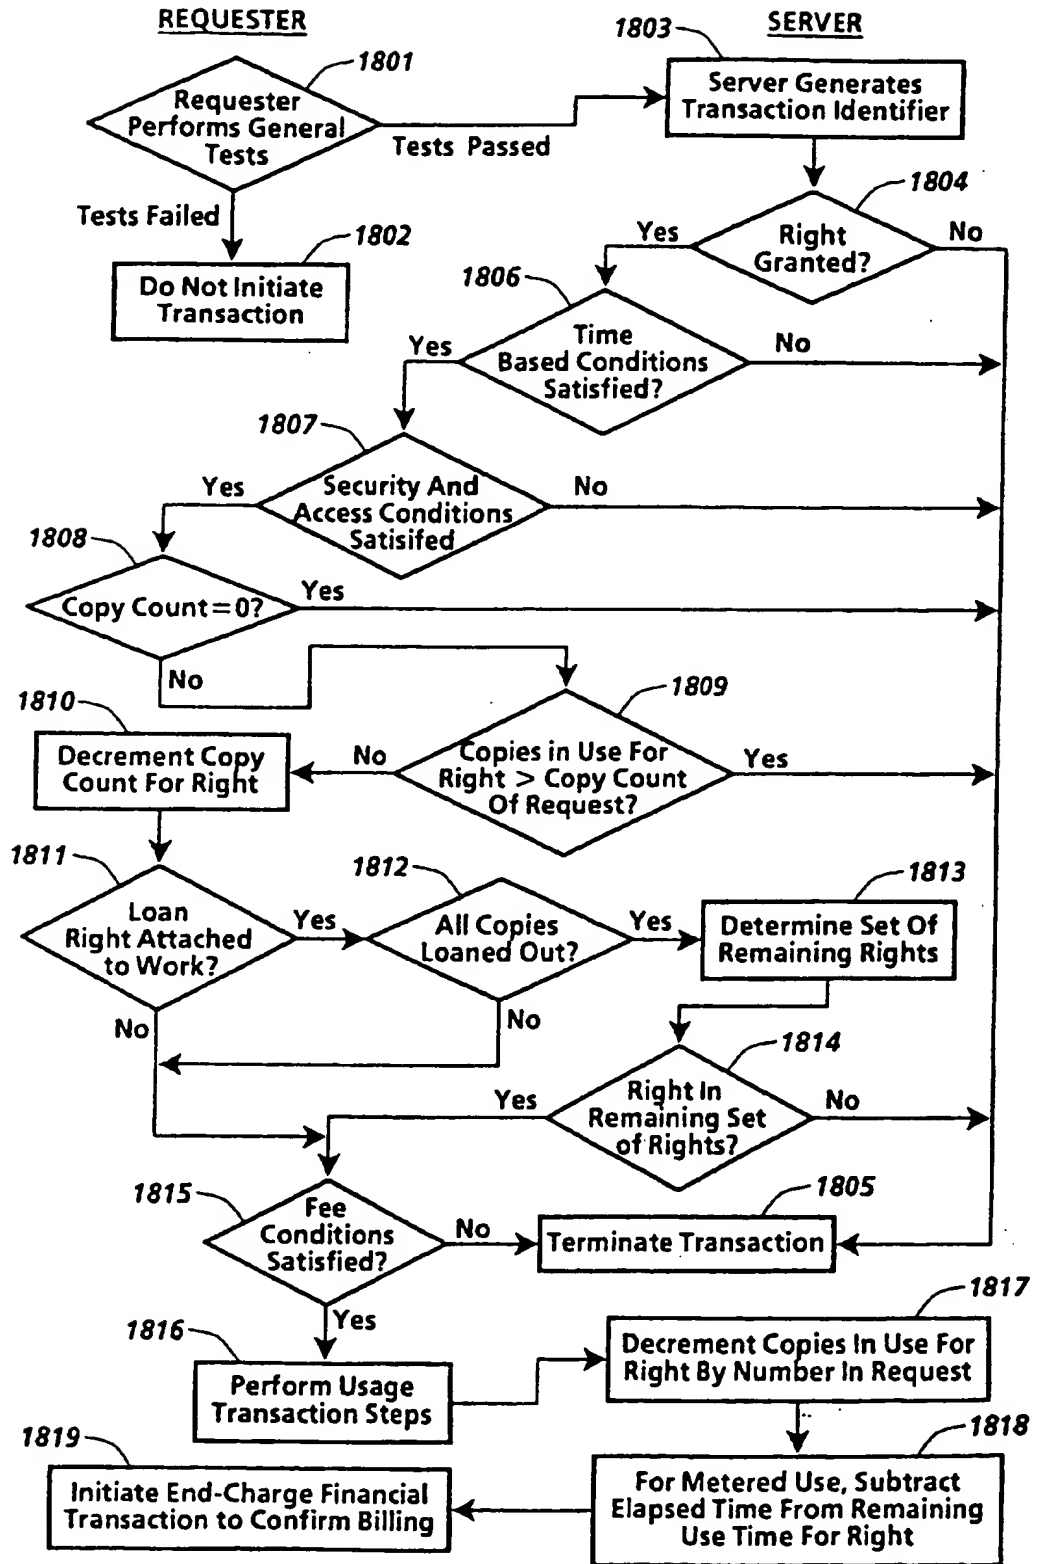 REQUESTER
SERVER
1801
1803
Requester
Performs General
Tests
Tests Passed
Server Generates
Transaction Identifier
Tests Failed
1802
Do Not Initiate
Transaction
1804
Right
Granted?
Yes
No
1806
Time
Based Conditions
Satisfied?
Yes
No
1807
Security And
Access Conditions
Satisifed
Yes
No
1808
Copy Count=0?
Yes
No
1809
Copies in Use For
Right > Copy Count
Of Request?
No
Yes
1810
Decrement Copy
Count For Right
1811
Loan
Right Attached
to Work?
Yes
No
1812
All Copies
Loaned Out?
Yes
No
1813
Determine Set Of
Remaining Rights
1814
Right In
Remaining Set
of Rights?
Yes
No
1815
Fee
Conditions
Satisfied?
No
Yes
1805
Terminate Transaction
1816
Perform Usage
Transaction Steps
1817
Decrement Copies In Use For
Right By Number In Request
1818
For Metered Use, Subtract
Elapsed Time From Remaining
Use Time For Right
1819
Initiate End-Charge Financial
Transaction to Confirm Billing